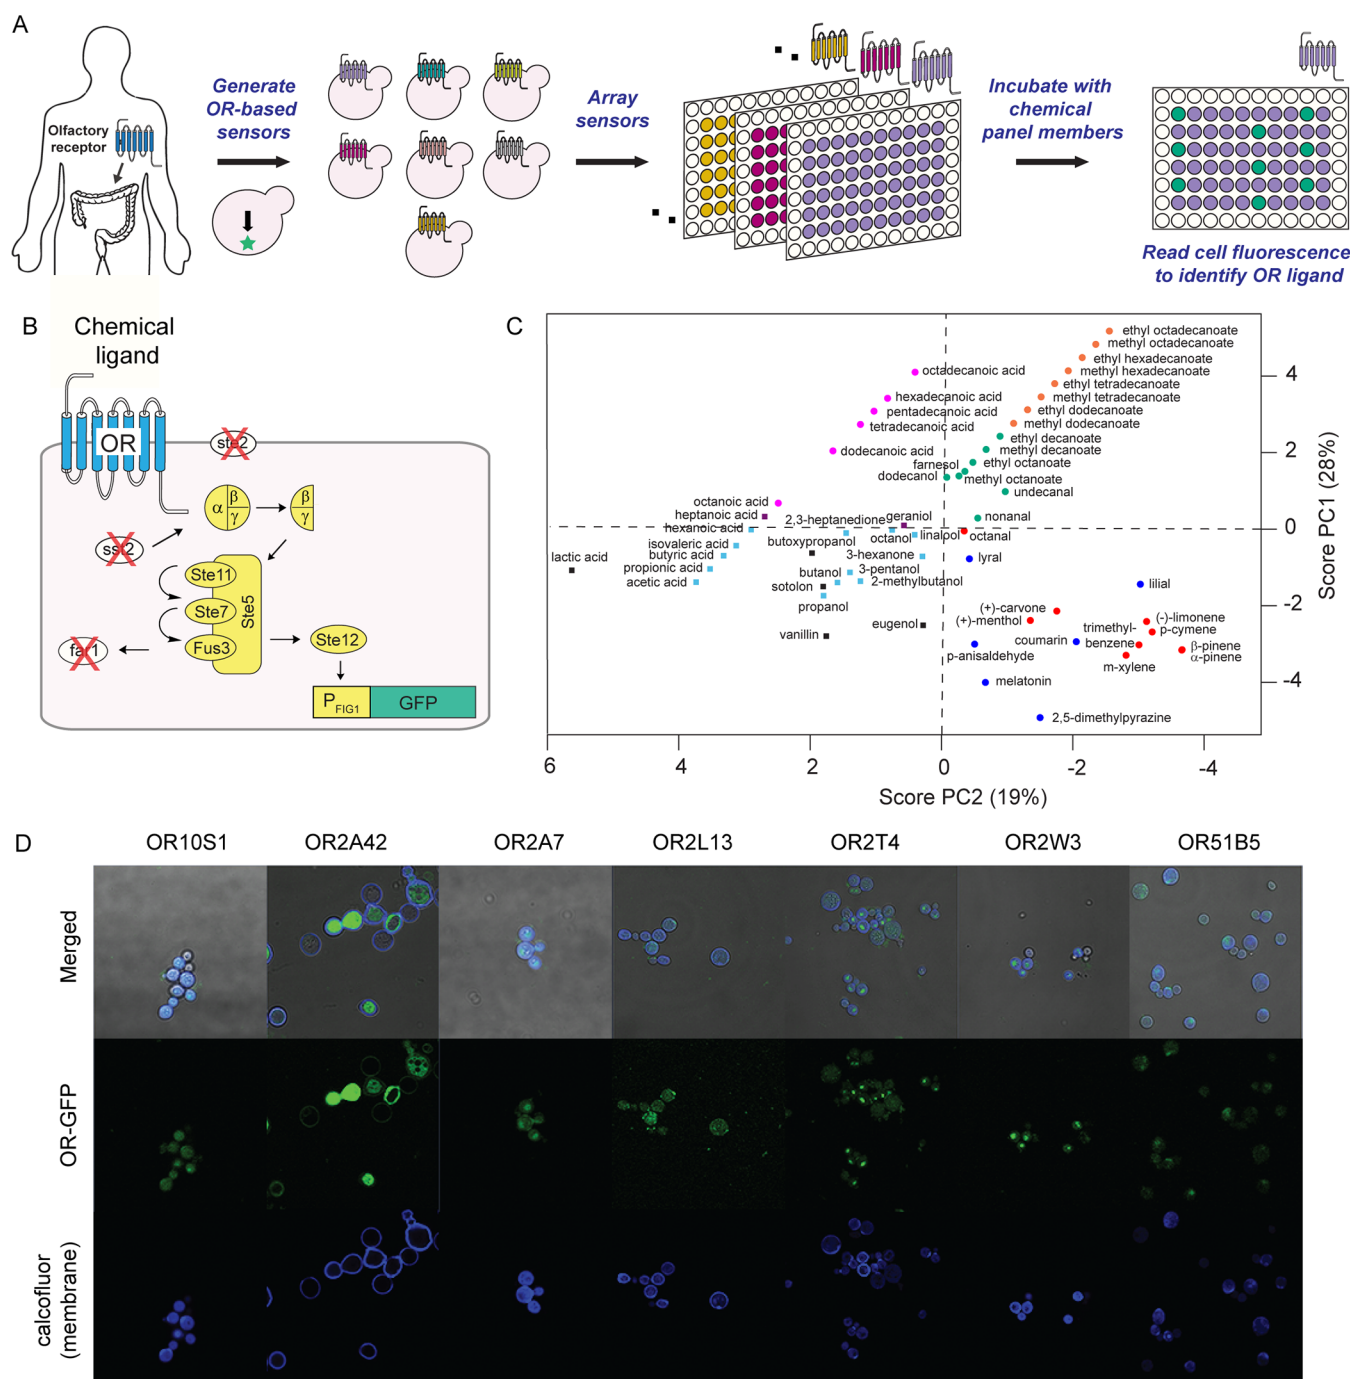 A
Olfactory
receptor
Generate
OR-based
sensors
Array
sensors
Incubate with
chemical
panel members
Read cell fluorescence
to identify OR ligand
B
Chemical
ligand
OR
ste2
α
β
γ
β
γ
sst2
Ste11
Ste7
Fus3
Ste5
far1
Ste12
PFIG1
GFP
C
ethyl octadecanoate
methyl octadecanoate
ethyl hexadecanoate
methyl hexadecanoate
ethyl tetradecanoate
methyl tetradecanoate
ethyl dodecanoate
methyl dodecanoate
ethyl decanoate
methyl decanoate
ethyl octanoate
methyl octanoate
farnesol
dodecanol
undecanal
nonanal
octadecanoic acid
hexadecanoic acid
pentadecanoic acid
tetradecanoic acid
dodecanoic acid
octanoic acid
heptanoic acid
hexanoic acid
isovaleric acid
butyric acid
propionic acid
acetic acid
lactic acid
2,3-heptanedione
geraniol
butoxypropanol
octanol
linalool
octanal
3-hexanone
lyral
butanol
3-pentanol
2-methylbutanol
sotolon
propanol
vanillin
eugenol
lilial
(+)-carvone
(+)-menthol
(-)-limonene
p-cymene
trimethyl-
benzene
coumarin
β-pinene
α-pinene
m-xylene
p-anisaldehyde
melatonin
2,5-dimethylpyrazine
4
2
0
-2
-4
Score PC1 (28%)
6
4
2
0
-2
-4
Score PC2 (19%)
D
OR10S1
OR2A42
OR2A7
OR2L13
OR2T4
OR2W3
OR51B5
Merged
OR-GFP
calcofluor
(membrane)